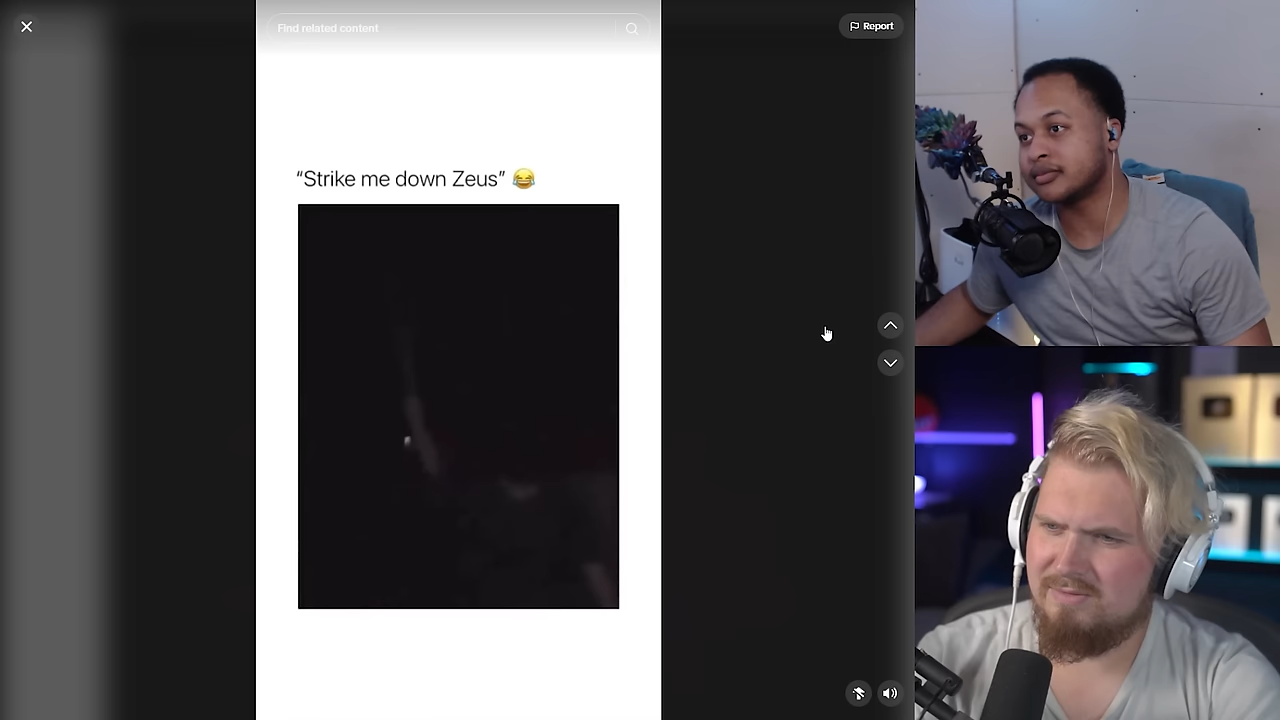 Find related content
Report
“Strike me down Zeus” 😂